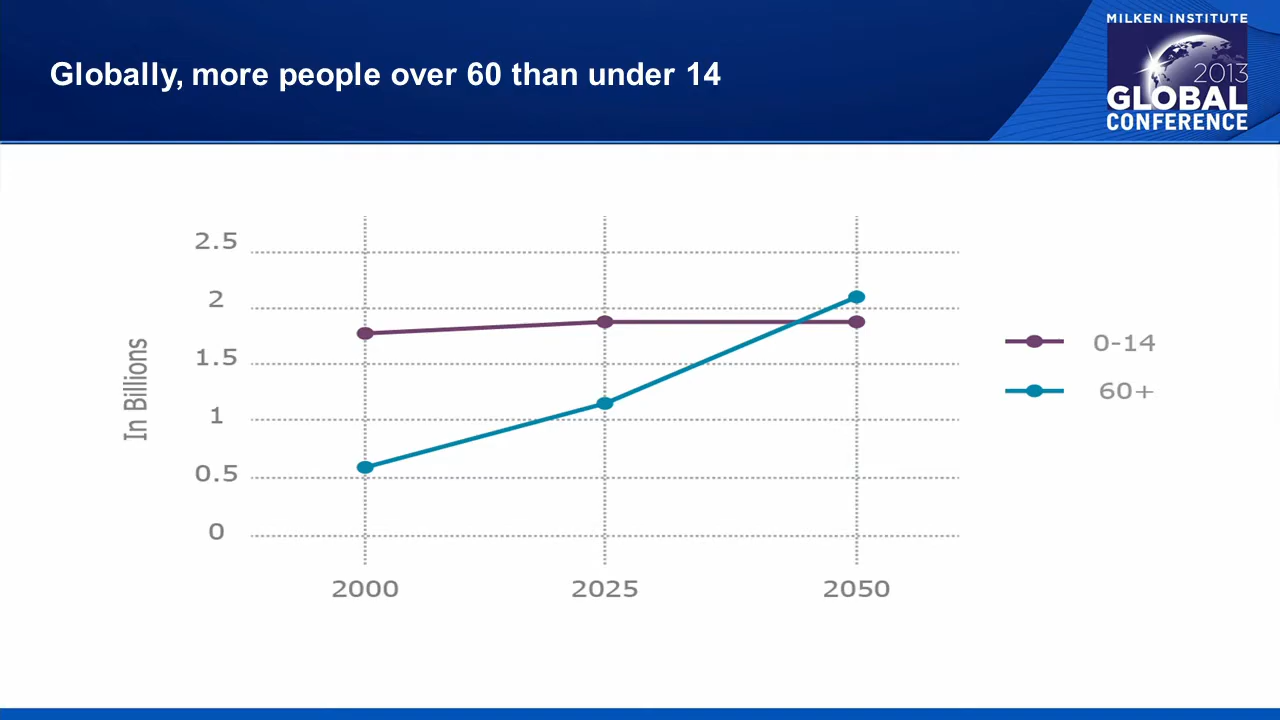 Globally, more people over 60 than under 14
MILKEN INSTITUTE
2013
GLOBAL
CONFERENCE
2.5
2
1.5
1
0.5
0
In Billions
2000
2025
2050
0-14
60+